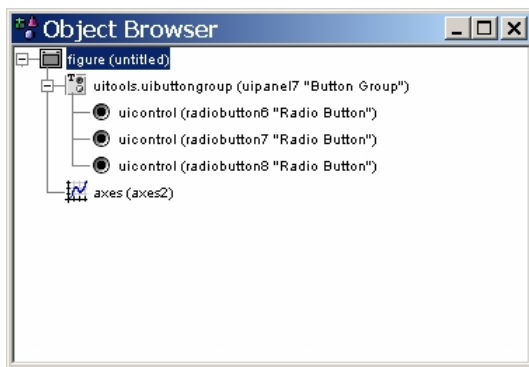 Object Browser
figure (untitled)
uitools.uibuttongroup (uipanel7 "Button Group")
uicontrol (radiobutton6 "Radio Button")
uicontrol (radiobutton7 "Radio Button")
uicontrol (radiobutton8 "Radio Button")
axes (axes2)